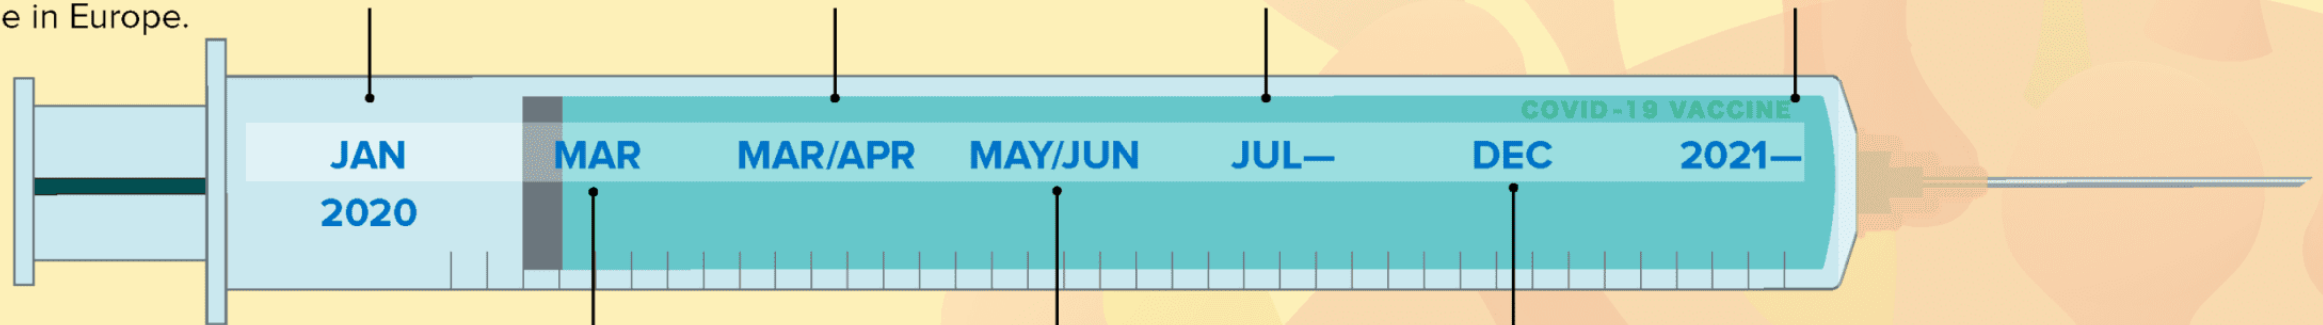 e in Europe.
COVID-19 VACCINE
JAN MAR MAR/APR MAY/JUN JUL— DEC 2021—
2020